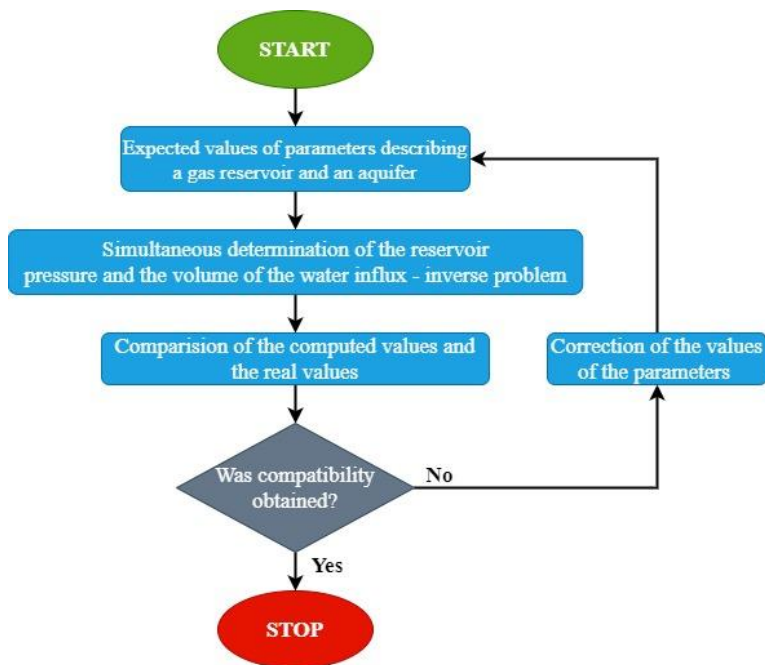 START
Expected values of parameters describing
a gas reservoir and an aquifer
Simultaneous determination of the reservoir
pressure and the volume of the water influx - inverse problem
Comparision of the computed values and
the real values
Correction of the values
of the parameters
Was compatibility
obtained?
No
Yes
STOP